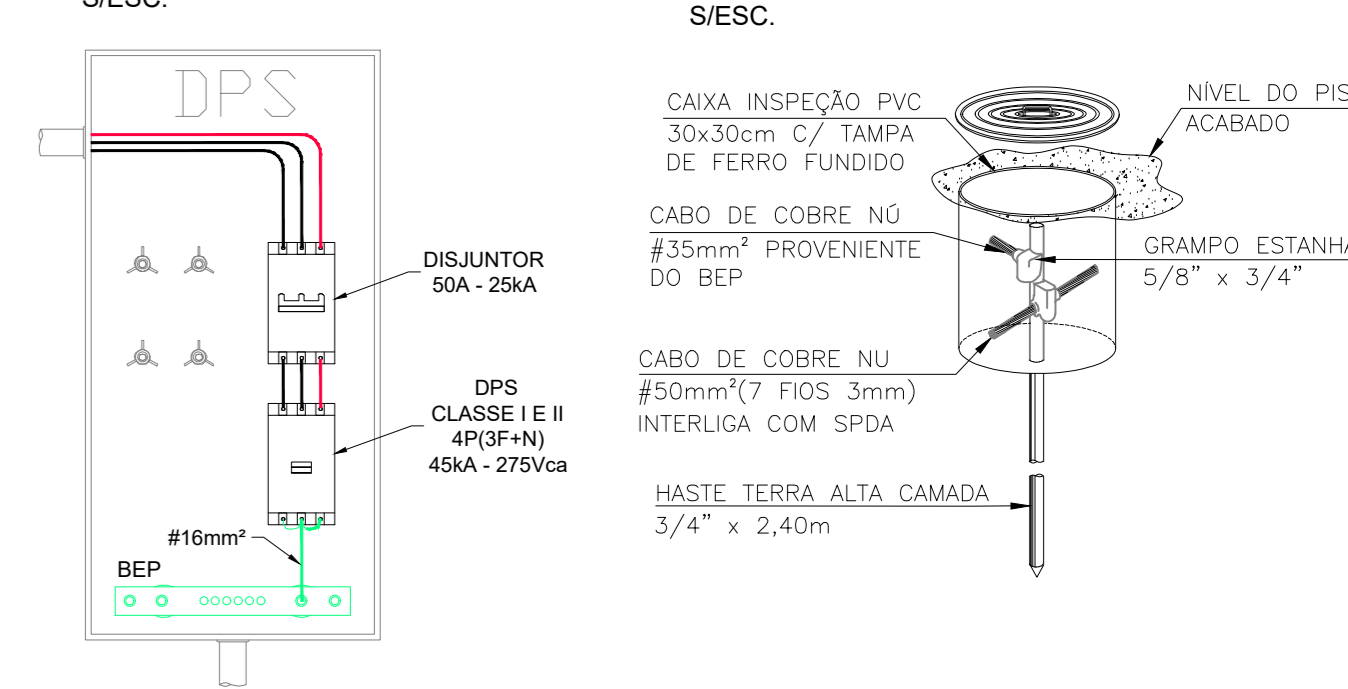 S/ESC.
DPS
DISJUNTOR
50A - 25kA
DPS
CLASSE I E II
4P(3F+N)
45kA - 275Vca
#16mm²
BEP
S/ESC.
CAIXA INSPEÇÃO PVC
30x30cm C/ TAMPA
DE FERRO FUNDIDO
NÍVEL DO PIS
ACABADO
CABO DE COBRE NÚ
#35mm² PROVENIENTE
DO BEP
GRAMPO ESTANHA
5/8" x 3/4"
CABO DE COBRE NU
#50mm²(7 FIOS 3mm)
INTERLIGA COM SPDA
HASTE TERRA ALTA CAMADA
3/4" x 2,40m